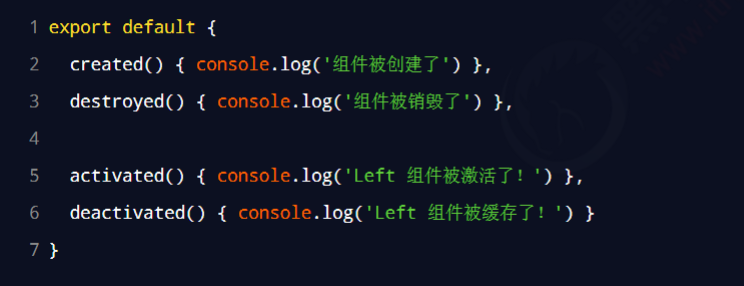 1 export default {
2   created() { console.log('组件被创建了') },
3   destroyed() { console.log('组件被销毁了') },
4
5   activated() { console.log('Left 组件被激活了！') },
6   deactivated() { console.log('Left 组件被缓存了！') }
7 }